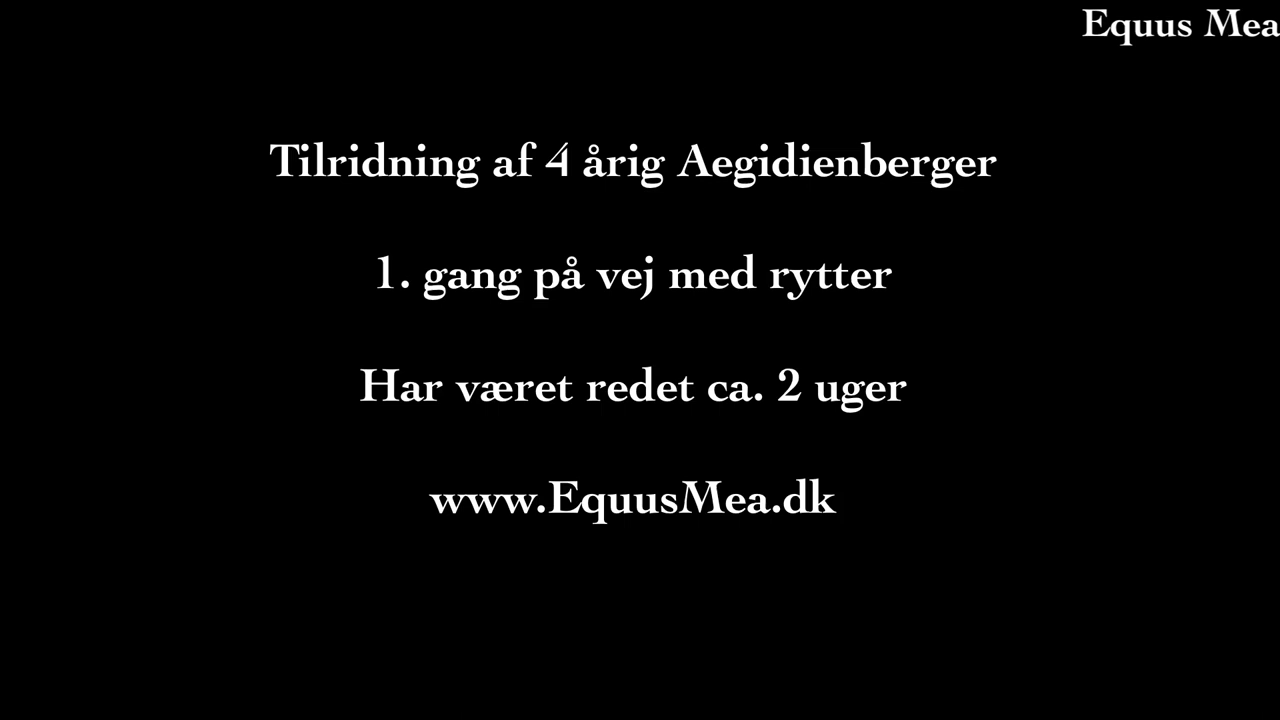 Equus Mea
Tilridning af 4 årig Aegidienberger
1. gang på vej med rytter
Har været redet ca. 2 uger
www.EquusMea.dk